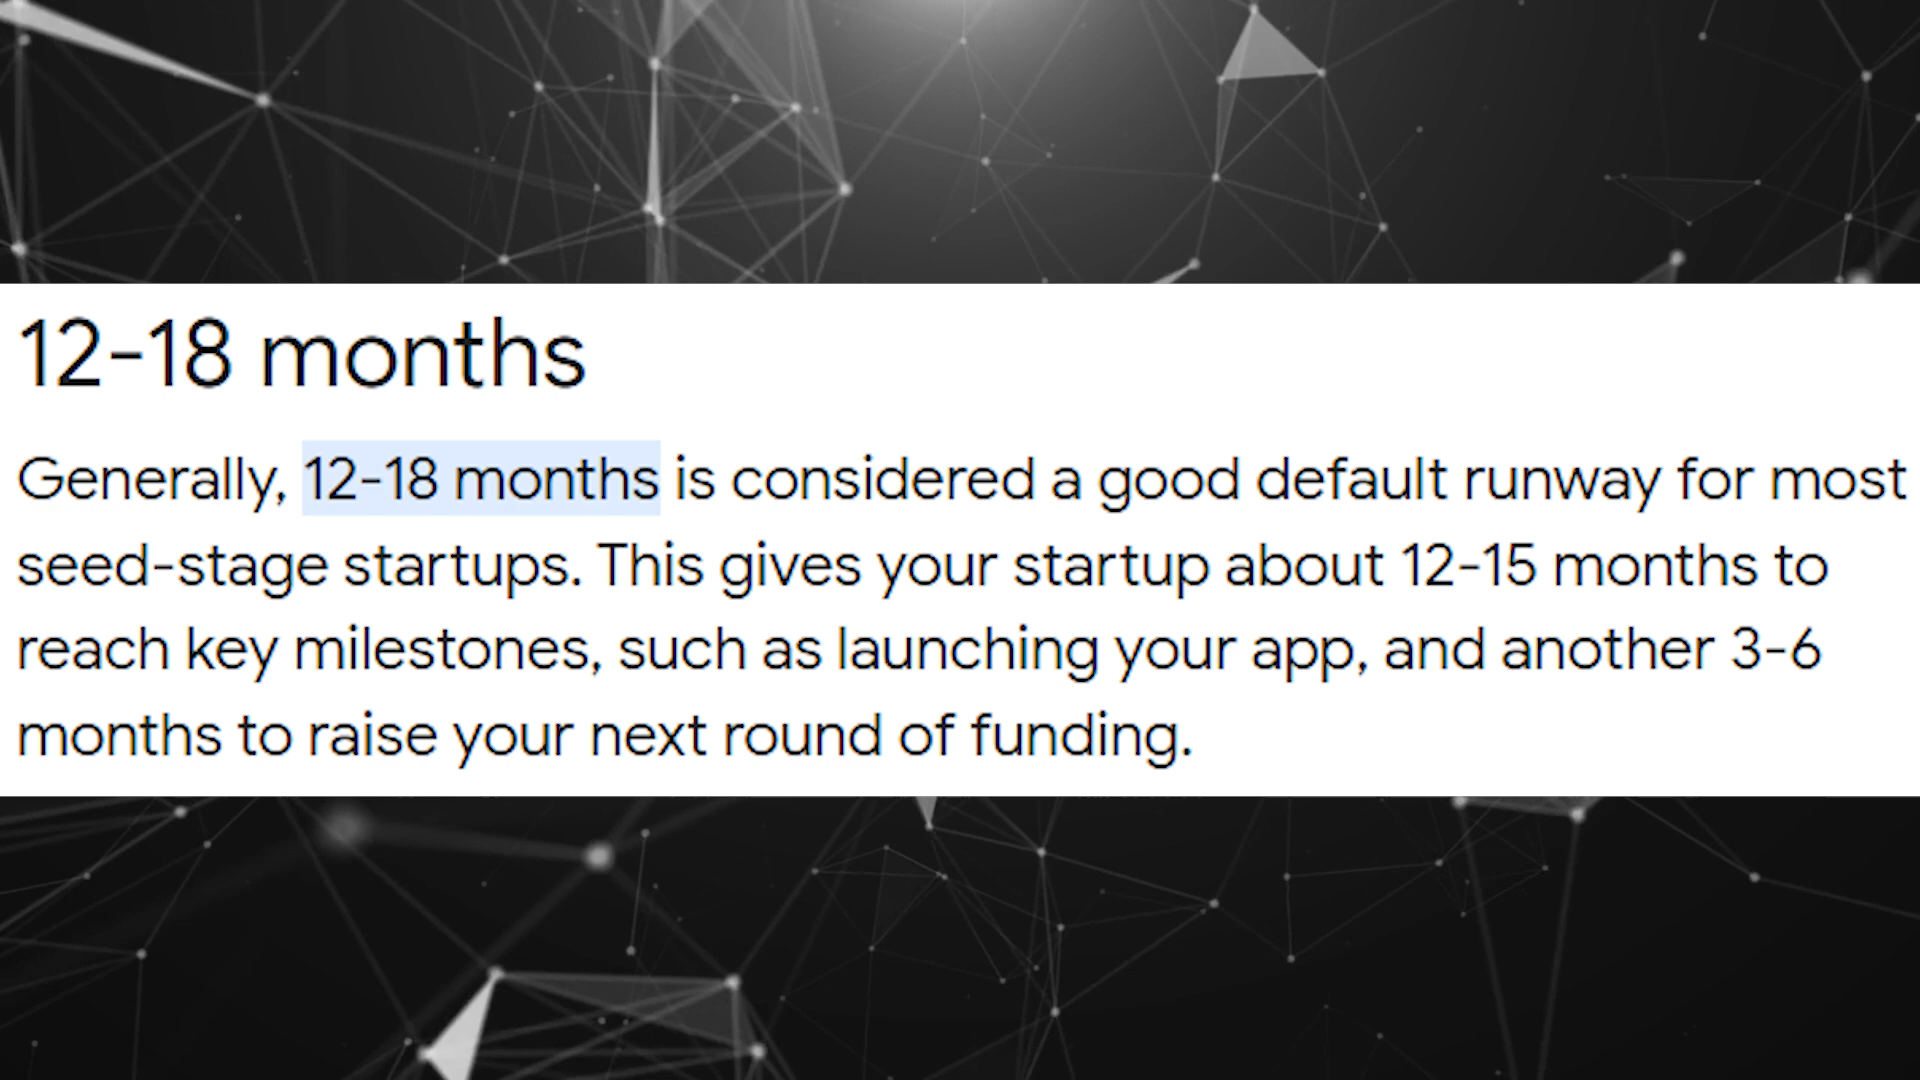 12-18 months
Generally, 12-18 months is considered a good default runway for most
seed-stage startups. This gives your startup about 12-15 months to
reach key milestones, such as launching your app, and another 3-6
months to raise your next round of funding.